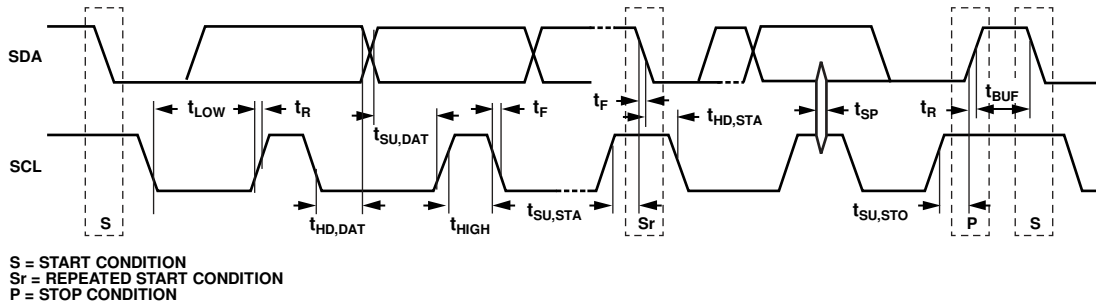 SDA
t_LOW
t_R
t_SU,DAT
t_F
t_F
t_HD,STA
t_SP
t_R
t_BUF
SCL
S
t_HD,DAT
t_HIGH
t_SU,STA
Sr
t_SU,STO
P
S
S = START CONDITION
Sr = REPEATED START CONDITION
P = STOP CONDITION